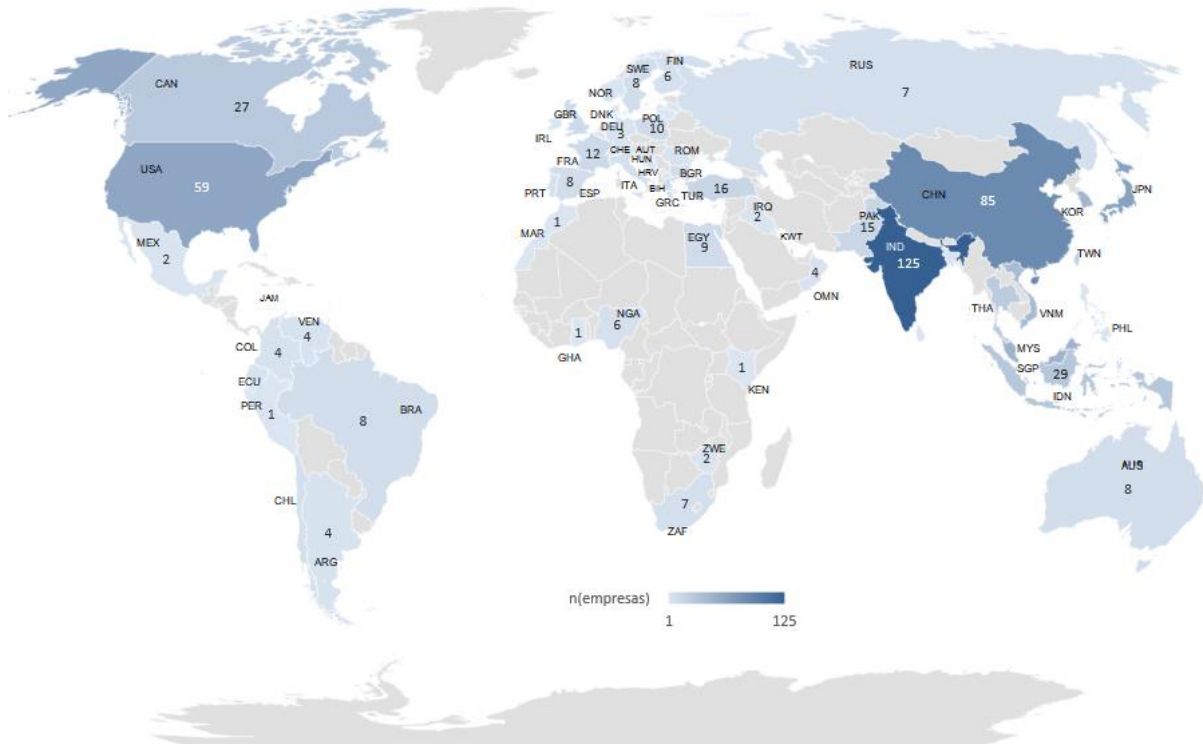 CAN
27
USA
59
MEX
2
JAM
VEN
4
COL
4
ECU
PER
1
BRA
8
CHL
4
ARG
SWE
8
FIN
6
NOR
RUS
7
GBR
DNK
DEU
3
POL
10
IRL
CHE
AUT
HUN
FRA
12
ROM
HRV
BGR
8
ITA
BIH
TUR
16
PRT
ESP
GRC
1
MAR
EGY
9
IRQ
2
KWT
4
OMN
PAK
15
CHN
85
JPN
KOR
IND
125
TWN
THA
VNM
PHL
MYS
SGP
29
IDN
NGA
6
1
GHA
1
KEN
ZWE
2
7
ZAF
AUS
8
n(empresas)
1
125